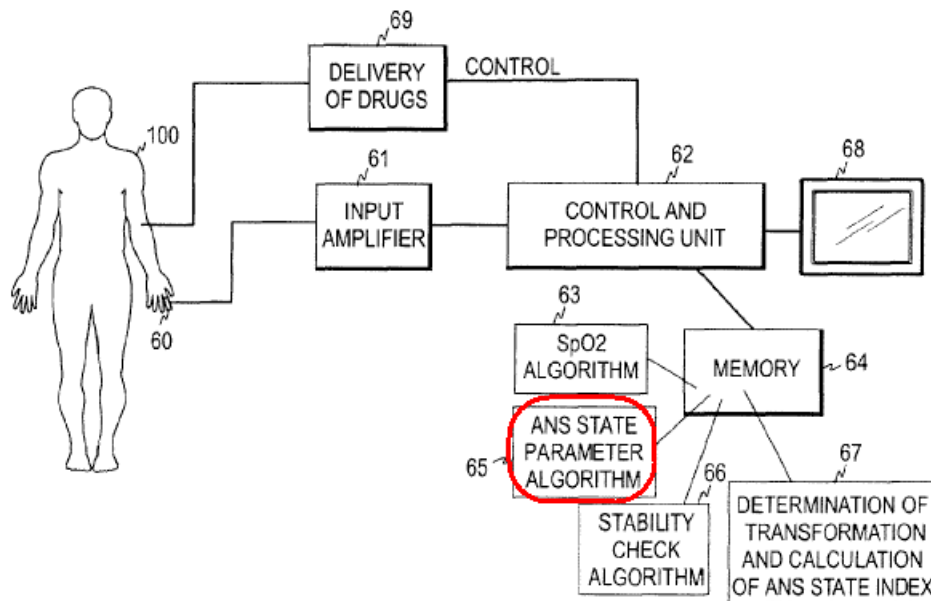 69
DELIVERY
OF DRUGS
CONTROL
100
61
62
68
INPUT
AMPLIFIER
CONTROL AND
PROCESSING UNIT
60
63
SpO2
ALGORITHM
MEMORY
64
ANS STATE
PARAMETER
ALGORITHM
65
66
67
STABILITY
CHECK
ALGORITHM
DETERMINATION OF
TRANSFORMATION
AND CALCULATION
OF ANS STATE INDEX